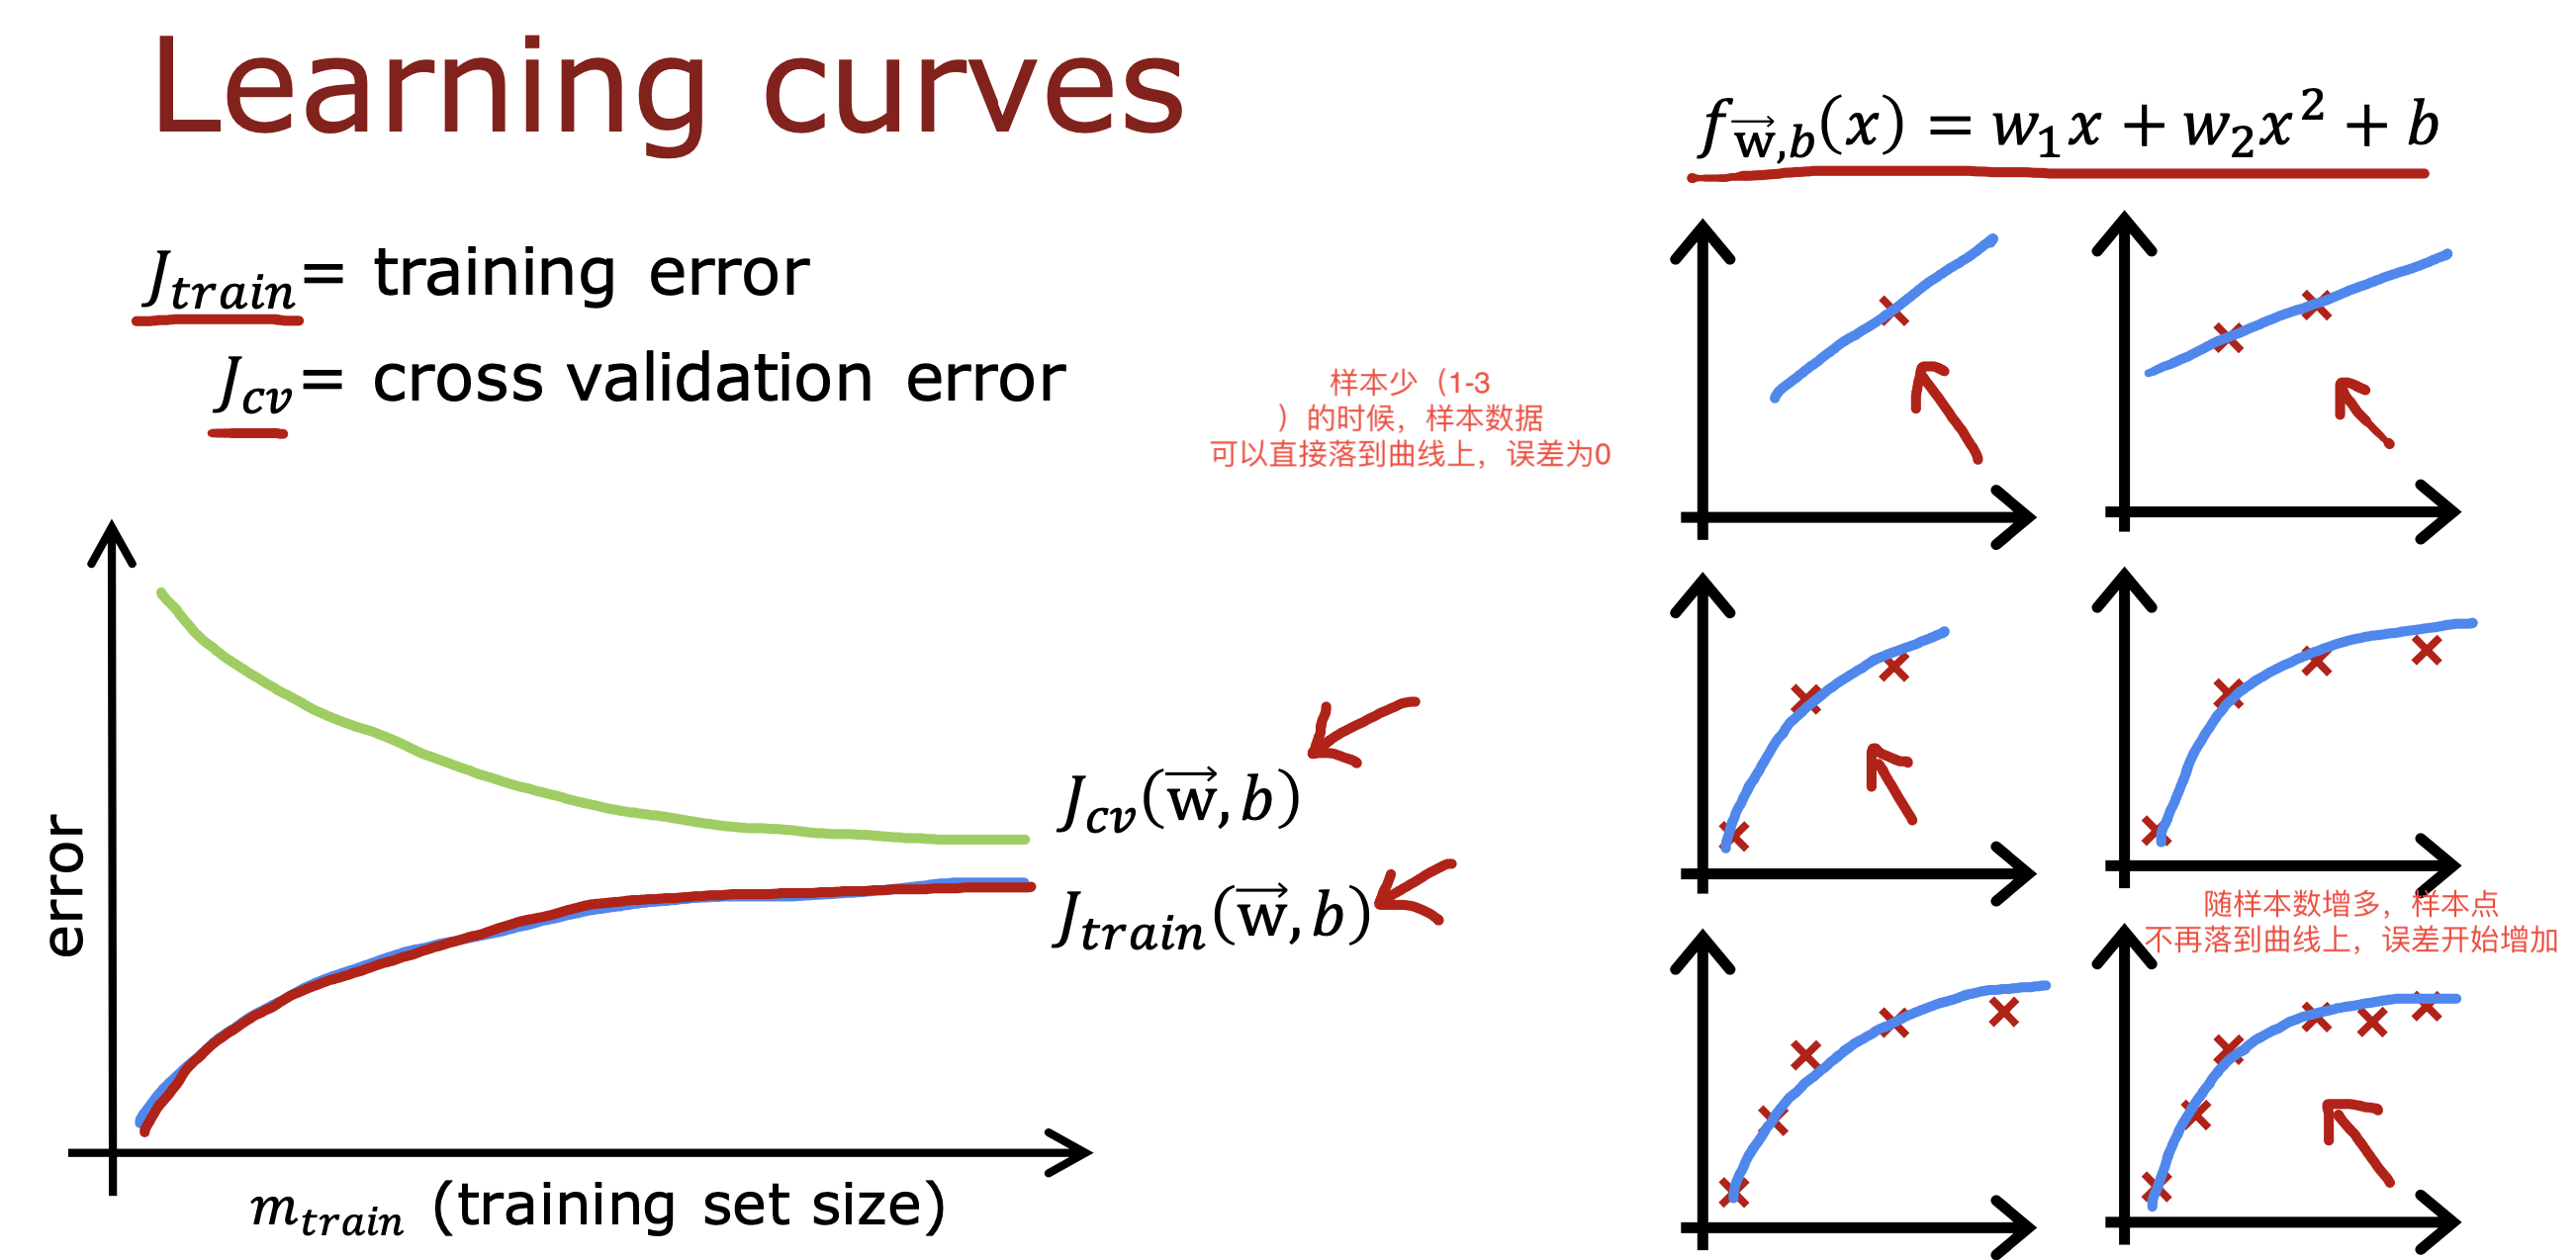 Learning curves
f_{\vec{w},b}(x) = w_1x + w_2x^2 + b
J_{train} = training error
J_{cv} = cross validation error
样本少（1-3
）的时候，样本数据
可以直接落到曲线上，误差为0
error
J_{cv}(\vec{w},b)
J_{train}(\vec{w},b)
m_{train} (training set size)
随样本数增多，样本点
不再落到曲线上，误差开始增加